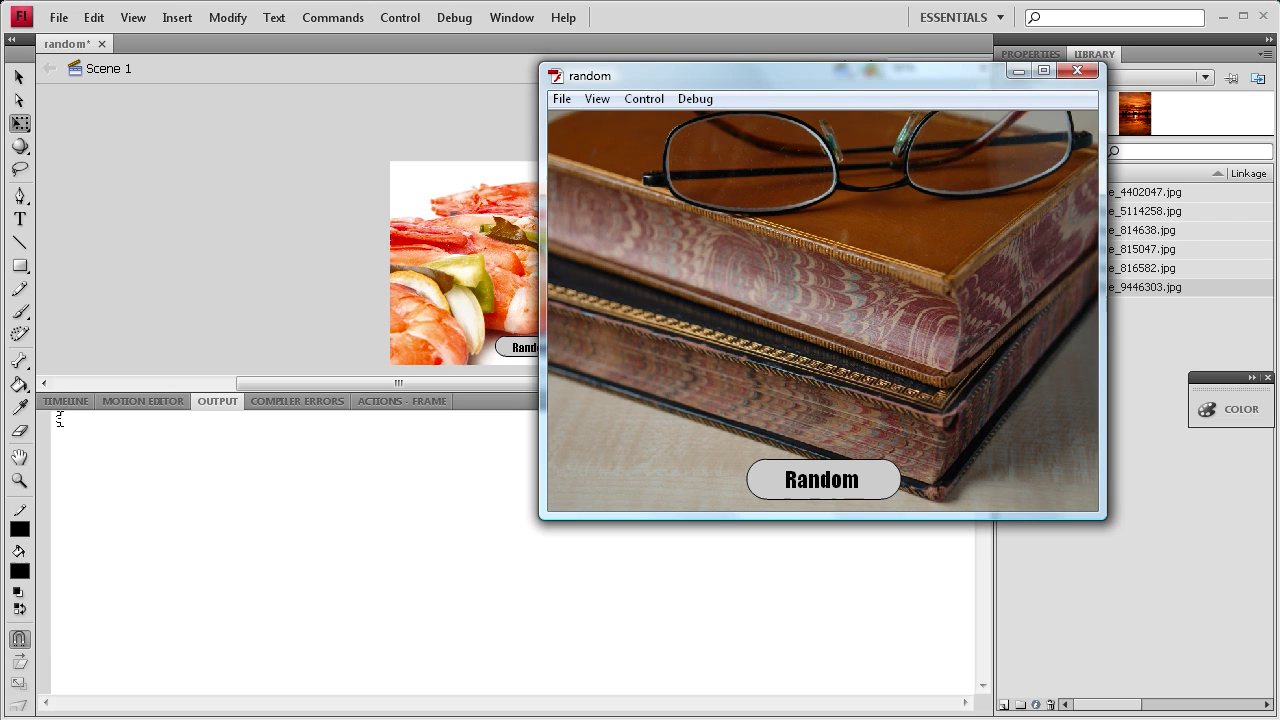 Fl File Edit View Insert Modify Text Commands Control Debug Window Help ESSENTIALS
random*
Scene 1
PROPERTIES LIBRARY
random
File View Control Debug
Linkage
e_4402047.jpg
e_5114258.jpg
e_814638.jpg
e_815047.jpg
e_816582.jpg
e_9446303.jpg
Rand
TIMELINE MOTION EDITOR OUTPUT COMPILER ERRORS ACTIONS - FRAME
COLOR
Random